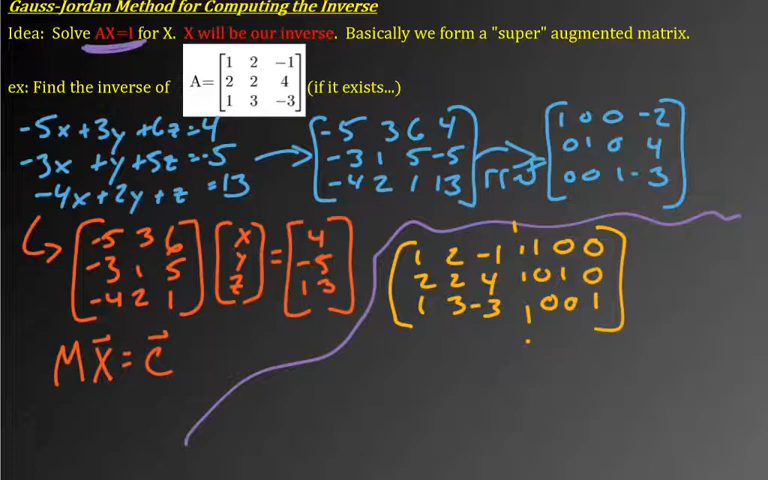 Gauss-Jordan Method for Computing the Inverse
Idea: Solve AX=I for X. X will be our inverse. Basically we form a "super" augmented matrix.
ex: Find the inverse of A= (if it exists...)
1 2 −1
2 2 4
1 3 −3
-5x+3y+6z=4
-3x+y+5z=-5
-4x+2y+z=13
-5 3 6 4
-3 1 5 -5
-4 2 1 13
rref
1 0 0 -2
0 1 0 4
0 0 1 -3
-5 3 6
-3 1 5
-4 2 1
x
y
z
=
4
-5
13
1 2 -1 1 0 0
2 2 4 0 1 0
1 3 -3 0 0 1
MX=C